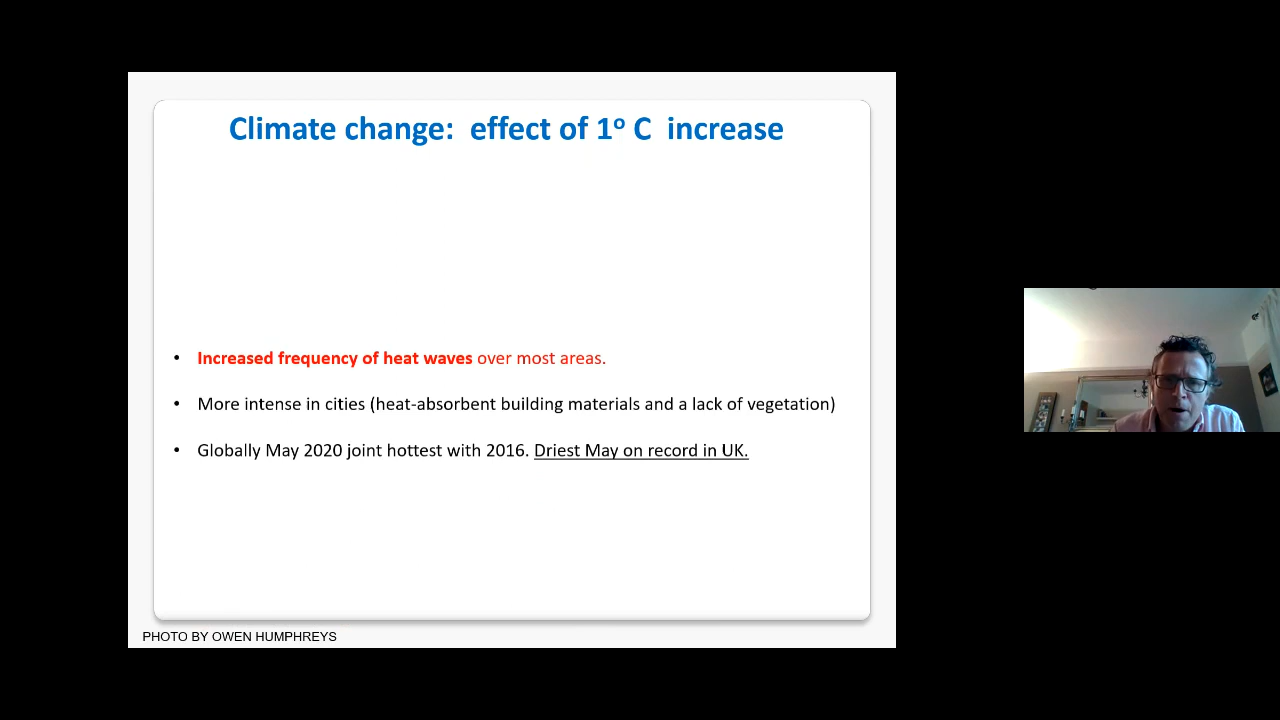 Climate change:  effect of 1º C  increase
• Increased frequency of heat waves over most areas.
• More intense in cities (heat-absorbent building materials and a lack of vegetation)
• Globally May 2020 joint hottest with 2016. Driest May on record in UK.
PHOTO BY OWEN HUMPHREYS